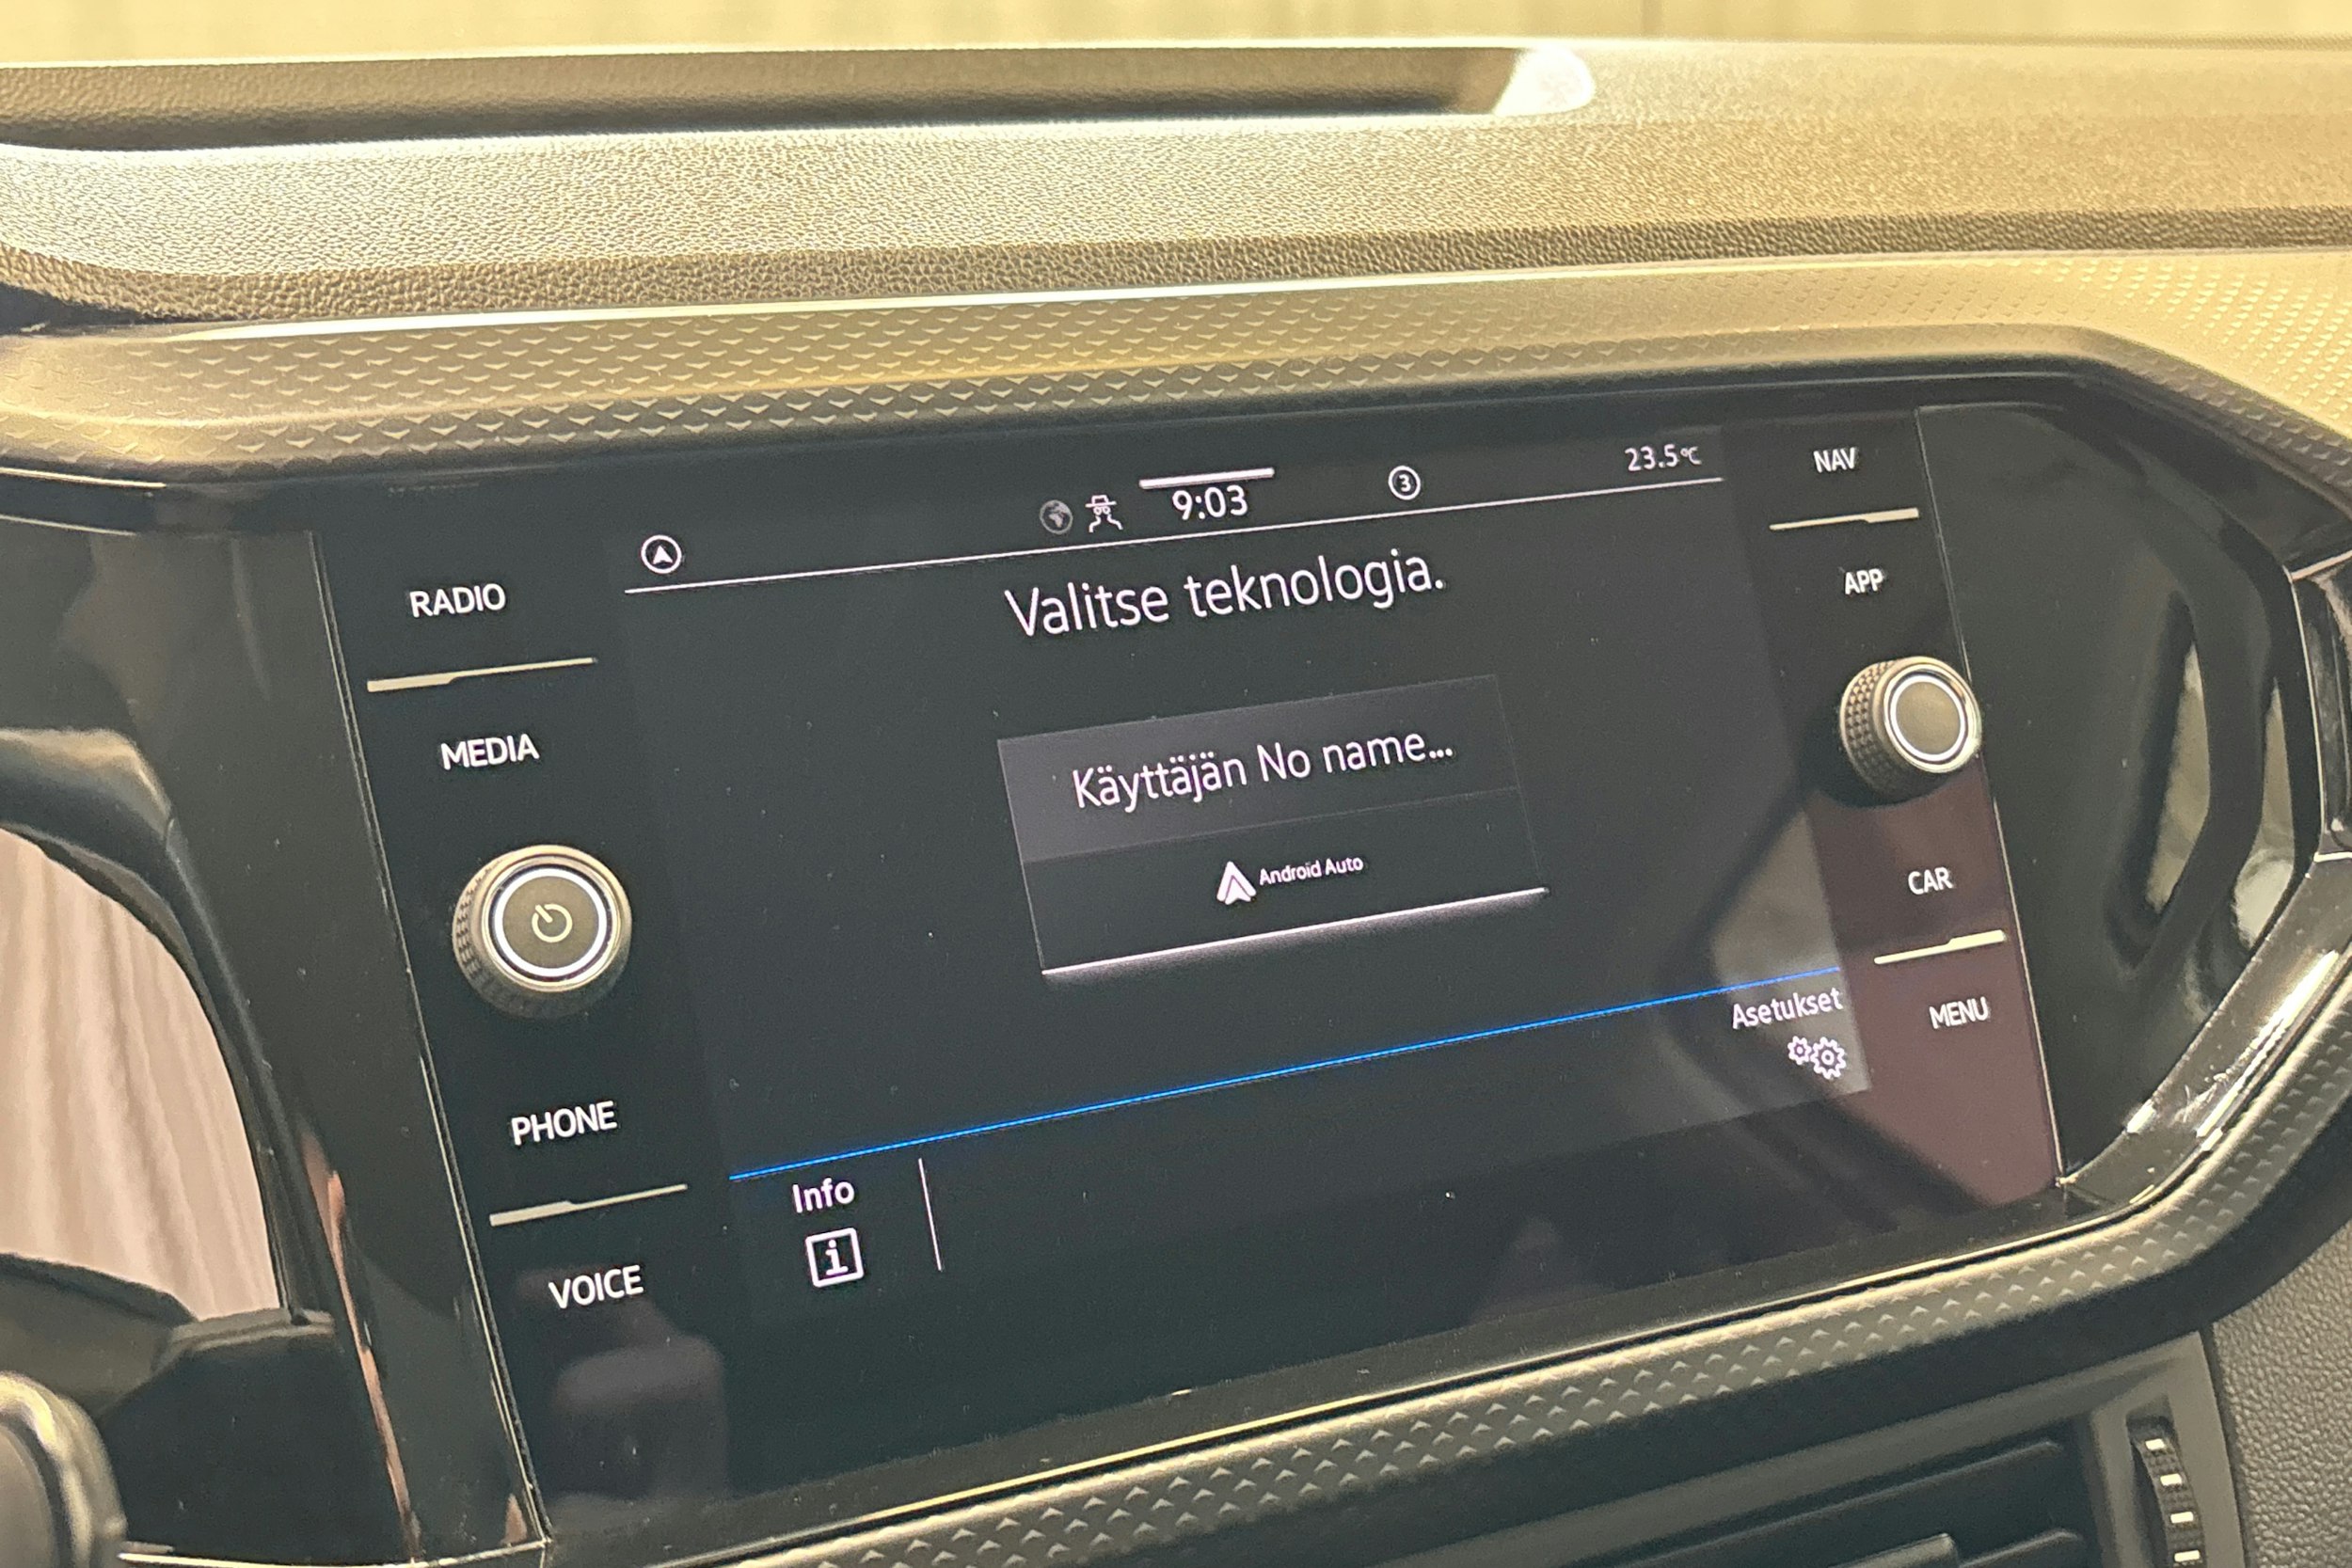 RADIO
MEDIA
PHONE
VOICE
9:03
3
23.5°C
Valitse teknologia.
Käyttäjän No name...
Android Auto
Asetukset
Info
i
NAV
APP
CAR
MENU